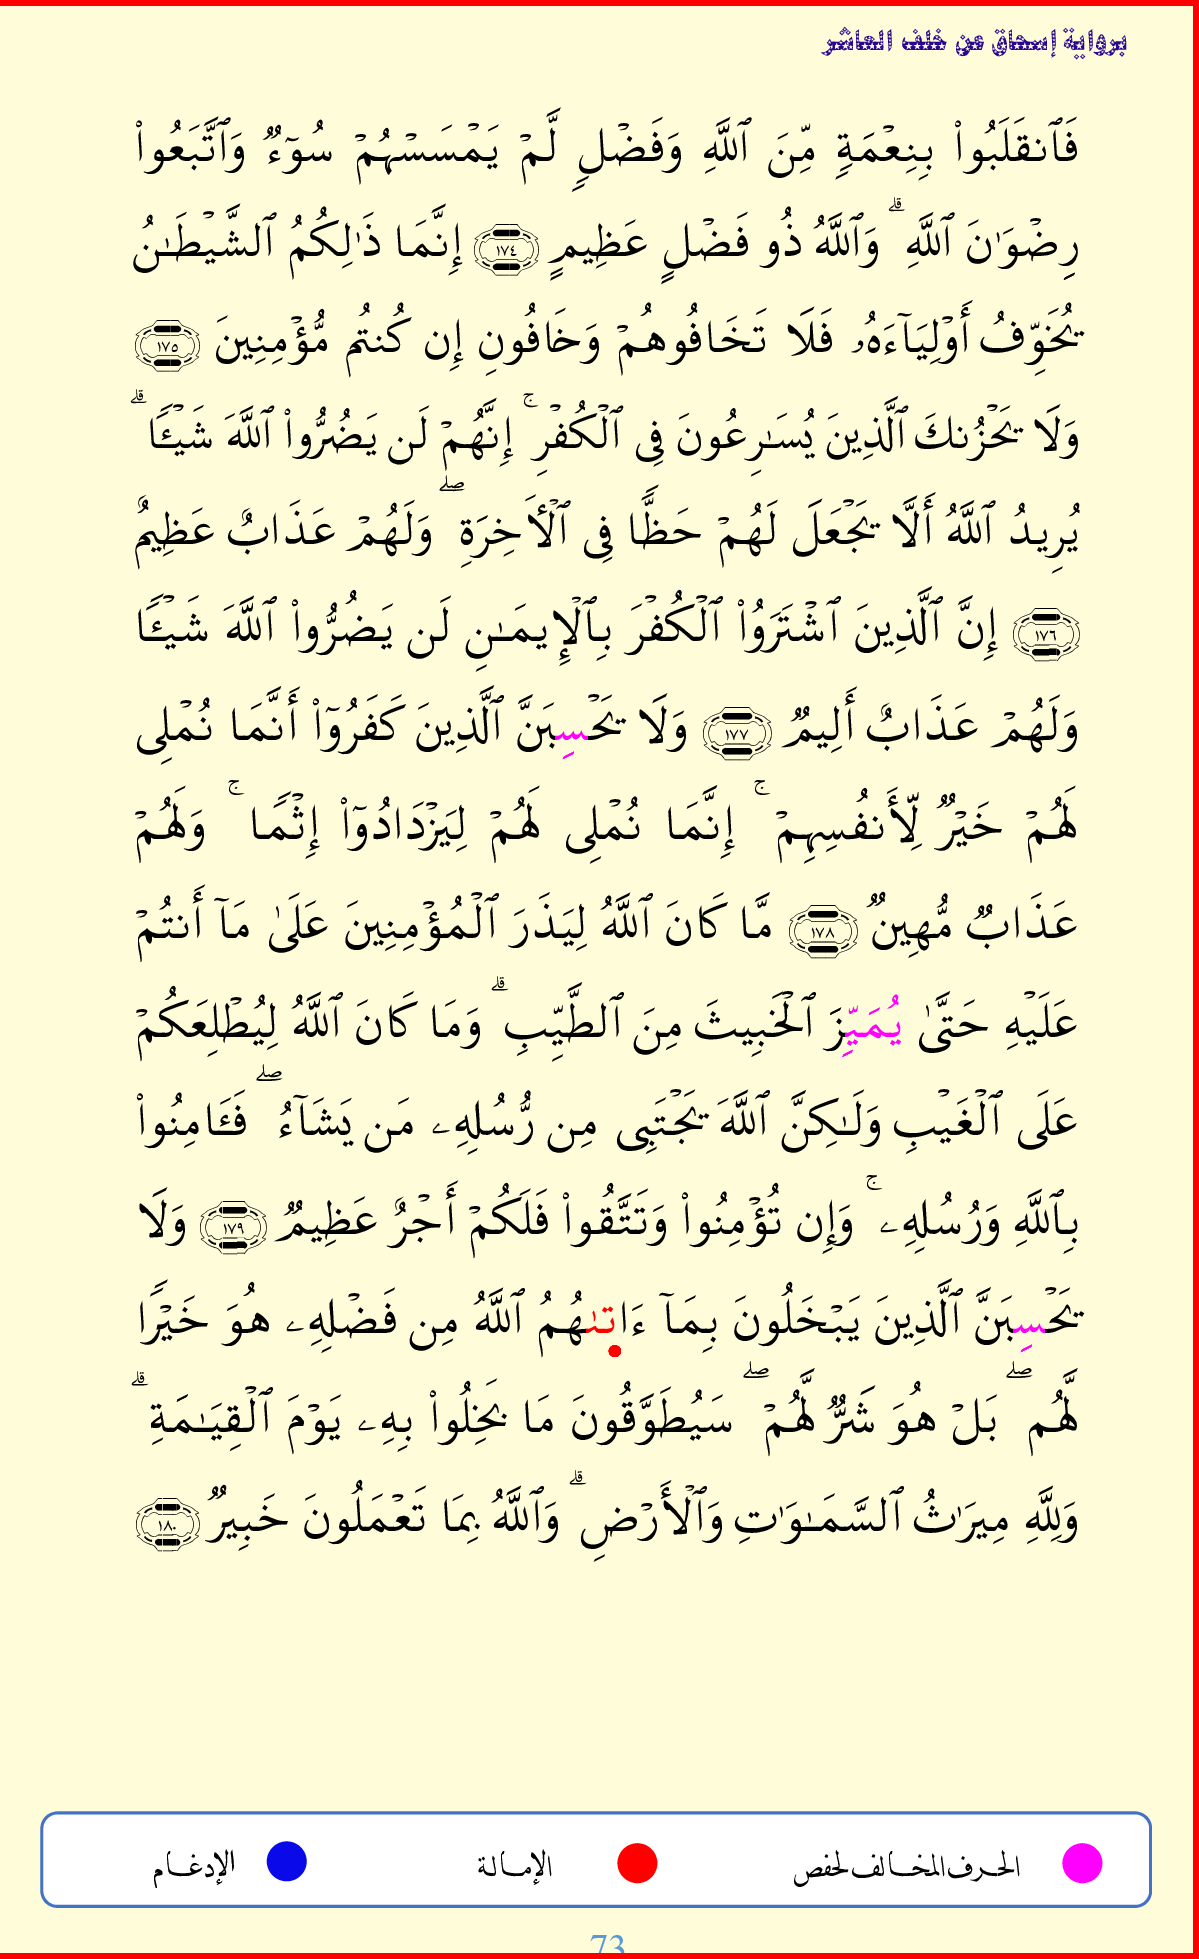 برواية إسحاق عن خلف العاشر
فَٱنقَلَبُواْ بِنِعۡمَةٍ مِّنَ ٱللَّهِ وَفَضۡلٍ لَّمۡ يَمۡسَسۡهُمۡ سُوٓءٌ وَٱتَّبَعُواْ
رِضۡوَٰنَ ٱللَّهِۗ وَٱللَّهُ ذُو فَضۡلٍ عَظِيمٍ ١٧٤ إِنَّمَا ذَٰلِكُمُ ٱلشَّيۡطَـٰنُ
يُخَوِّفُ أَوۡلِيَآءَهُۥ فَلَا تَخَافُوهُمۡ وَخَافُونِ إِن كُنتُم مُّؤۡمِنِينَ ١٧٥
وَلَا يَحۡزُنكَ ٱلَّذِينَ يُسَـٰرِعُونَ فِى ٱلۡكُفۡرِۚ إِنَّهُمۡ لَن يَضُرُّواْ ٱللَّهَ شَيۡـًٔاۗ
يُرِيدُ ٱللَّهُ أَلَّا يَجۡعَلَ لَهُمۡ حَظًّا فِى ٱلۡأَخِرَةِۖ وَلَهُمۡ عَذَابٌ عَظِيمٌ
١٧٦ إِنَّ ٱلَّذِينَ ٱشۡتَرَوُاْ ٱلۡكُفۡرَ بِٱلۡإِيمَـٰنِ لَن يَضُرُّواْ ٱللَّهَ شَيۡـًٔا
وَلَهُمۡ عَذَابٌ أَلِيمٌ ١٧٧ وَلَا يَحۡسِبَنَّ ٱلَّذِينَ كَفَرُوٓاْ أَنَّمَا نُمۡلِى
لَهُمۡ خَيۡرٌ لِّأَنفُسِهِمۡۚ إِنَّمَا نُمۡلِى لَهُمۡ لِيَزۡدَادُوٓاْ إِثۡمًاۚ وَلَهُمۡ
عَذَابٌ مُّهِينٌ ١٧٨ مَّا كَانَ ٱللَّهُ لِيَذَرَ ٱلۡمُؤۡمِنِينَ عَلَىٰ مَآ أَنتُمۡ
عَلَيۡهِ حَتَّىٰ يُمَيِّزَ ٱلۡخَبِيثَ مِنَ ٱلطَّيِّبِۗ وَمَا كَانَ ٱللَّهُ لِيُطۡلِعَكُمۡ
عَلَى ٱلۡغَيۡبِ وَلَـٰكِنَّ ٱللَّهَ يَجۡتَبِى مِن رُّسُلِهِۦ مَن يَشَآءُۖ فَـَٔامِنُواْ
بِٱللَّهِ وَرُسُلِهِۦۚ وَإِن تُؤۡمِنُواْ وَتَتَّقُواْ فَلَكُمۡ أَجۡرٌ عَظِيمٌ ١٧٩ وَلَا
يَحۡسِبَنَّ ٱلَّذِينَ يَبۡخَلُونَ بِمَآ ءَاتَىٰهُمُ ٱللَّهُ مِن فَضۡلِهِۦ هُوَ خَيۡرًا
لَّهُمۖ بَلۡ هُوَ شَرٌّ لَّهُمۡۖ سَيُطَوَّقُونَ مَا بَخِلُواْ بِهِۦ يَوۡمَ ٱلۡقِيَـٰمَةِۗ
وَلِلَّهِ مِيرَٰثُ ٱلسَّمَـٰوَٰتِ وَٱلۡأَرۡضِۗ وَٱللَّهُ بِمَا تَعۡمَلُونَ خَبِيرٌ ١٨٠
الحرف المخالف لحفص الإمالة الإدغام
73